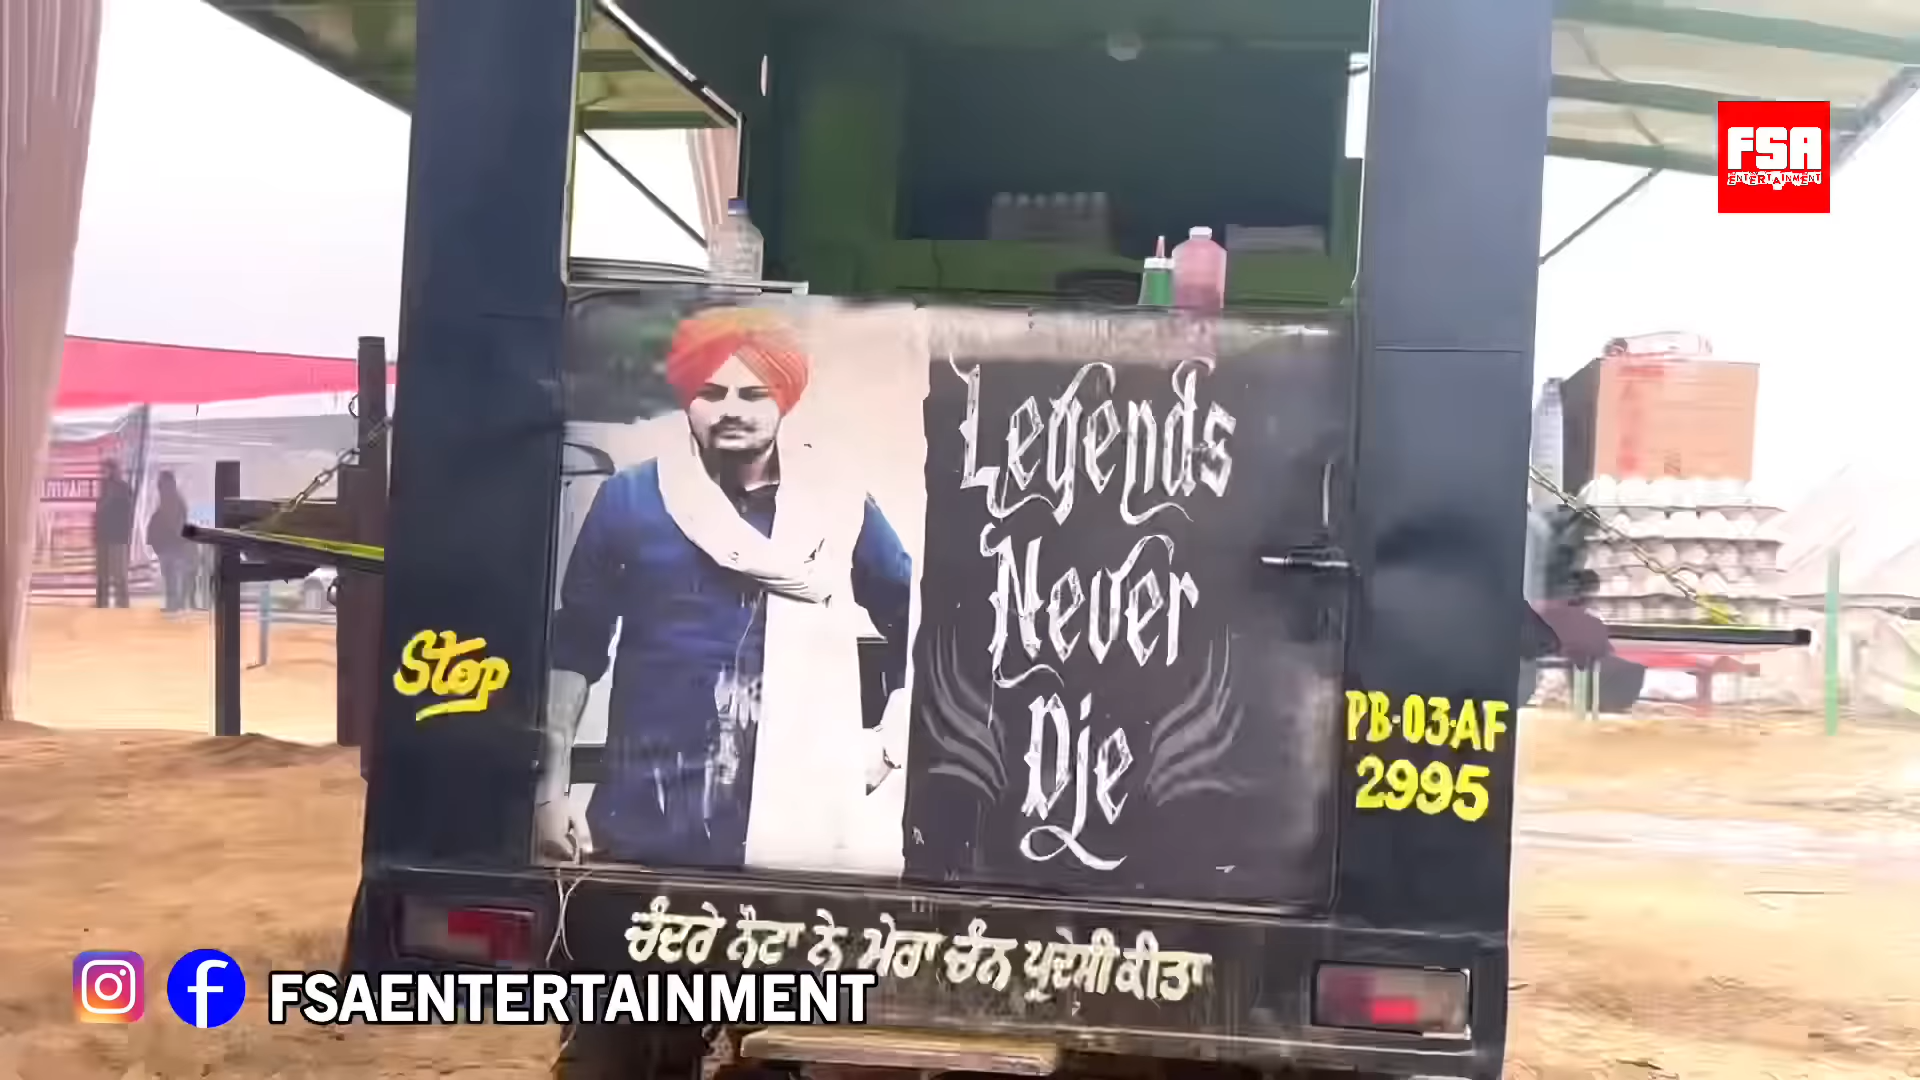 FSA
ENTERTAINMENT
Legends
Never
Die
Stop
PB-03-AF
2995
ਚੰਦਰੇ ਨੋਟਾ ਨੇ ਮੇਰਾ ਚੰਨ ਪ੍ਰਦੇਸੀ ਕੀਤਾ
FSAENTERTAINMENT